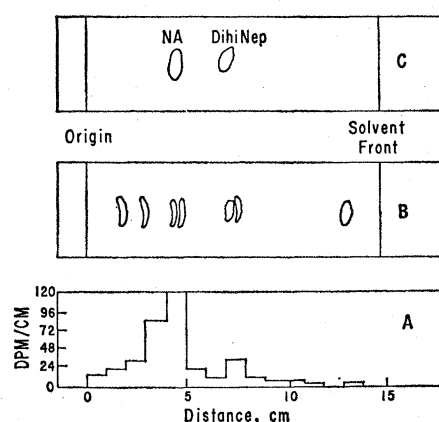 NA DihiNep
C
Origin Solvent
Front
B
120
96
72
48
24
0
DPM/CM
A
0 5 10 15
Distance, cm